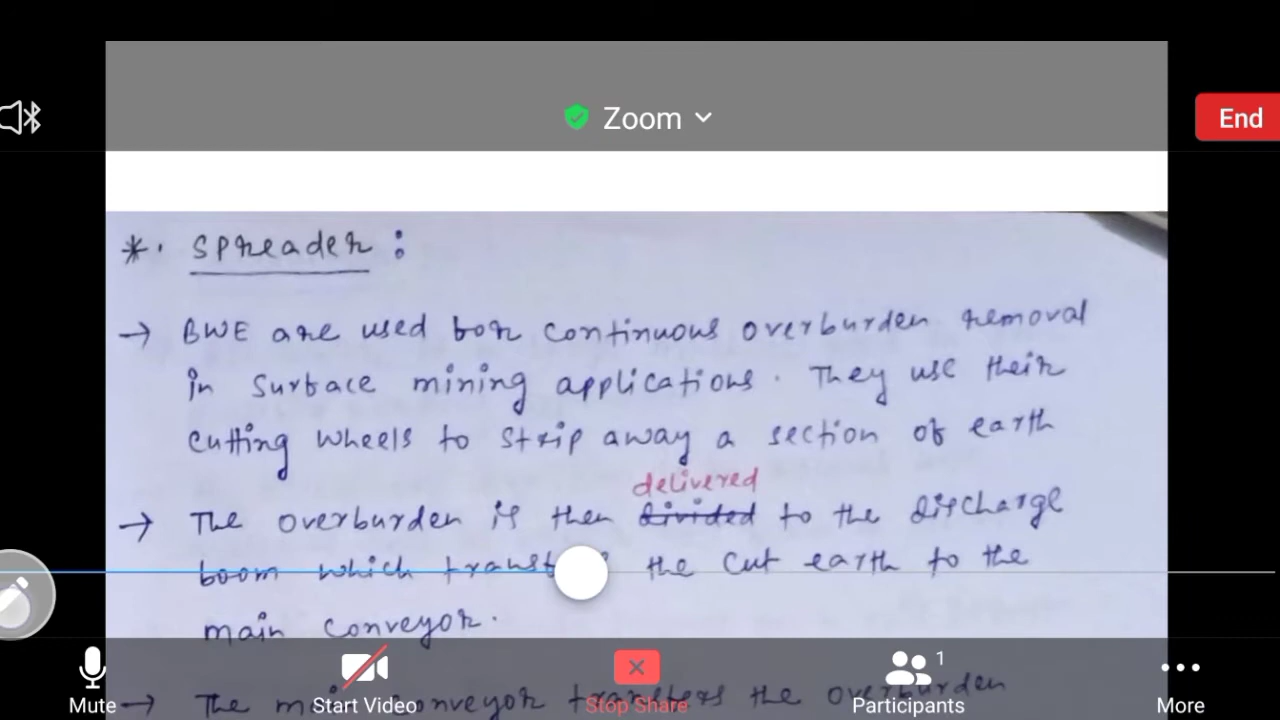 Zoom
End
*. Spreader :
→ BWE are used for continuous overburden removal
in surface mining applications. They use their
cutting wheels to strip away a section of earth
delivered
→ The overburden is then divided to the discharge
boom which the cut earth to the
main conveyor.
→ The conveyor transfers the overburden
Mute
Start Video
Stop Share
1
Participants
More